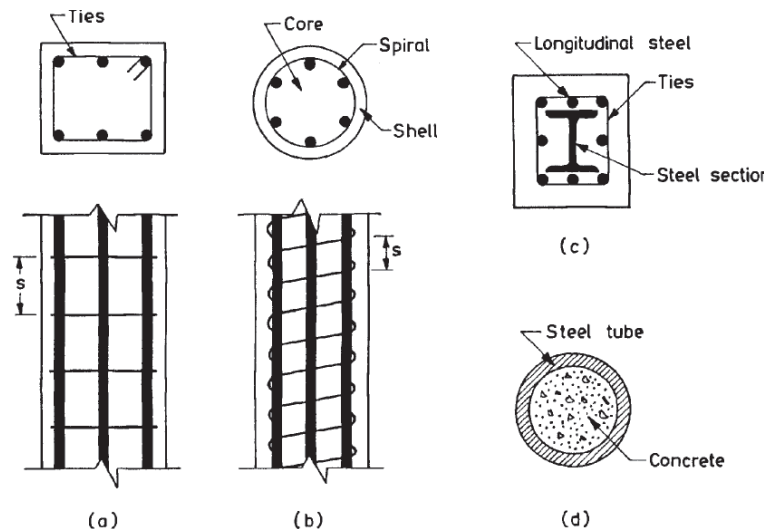 Ties
s
(a)
Core
Spiral
Shell
s
(b)
Longitudinal steel
Ties
Steel section
(c)
Steel tube
Concrete
(d)